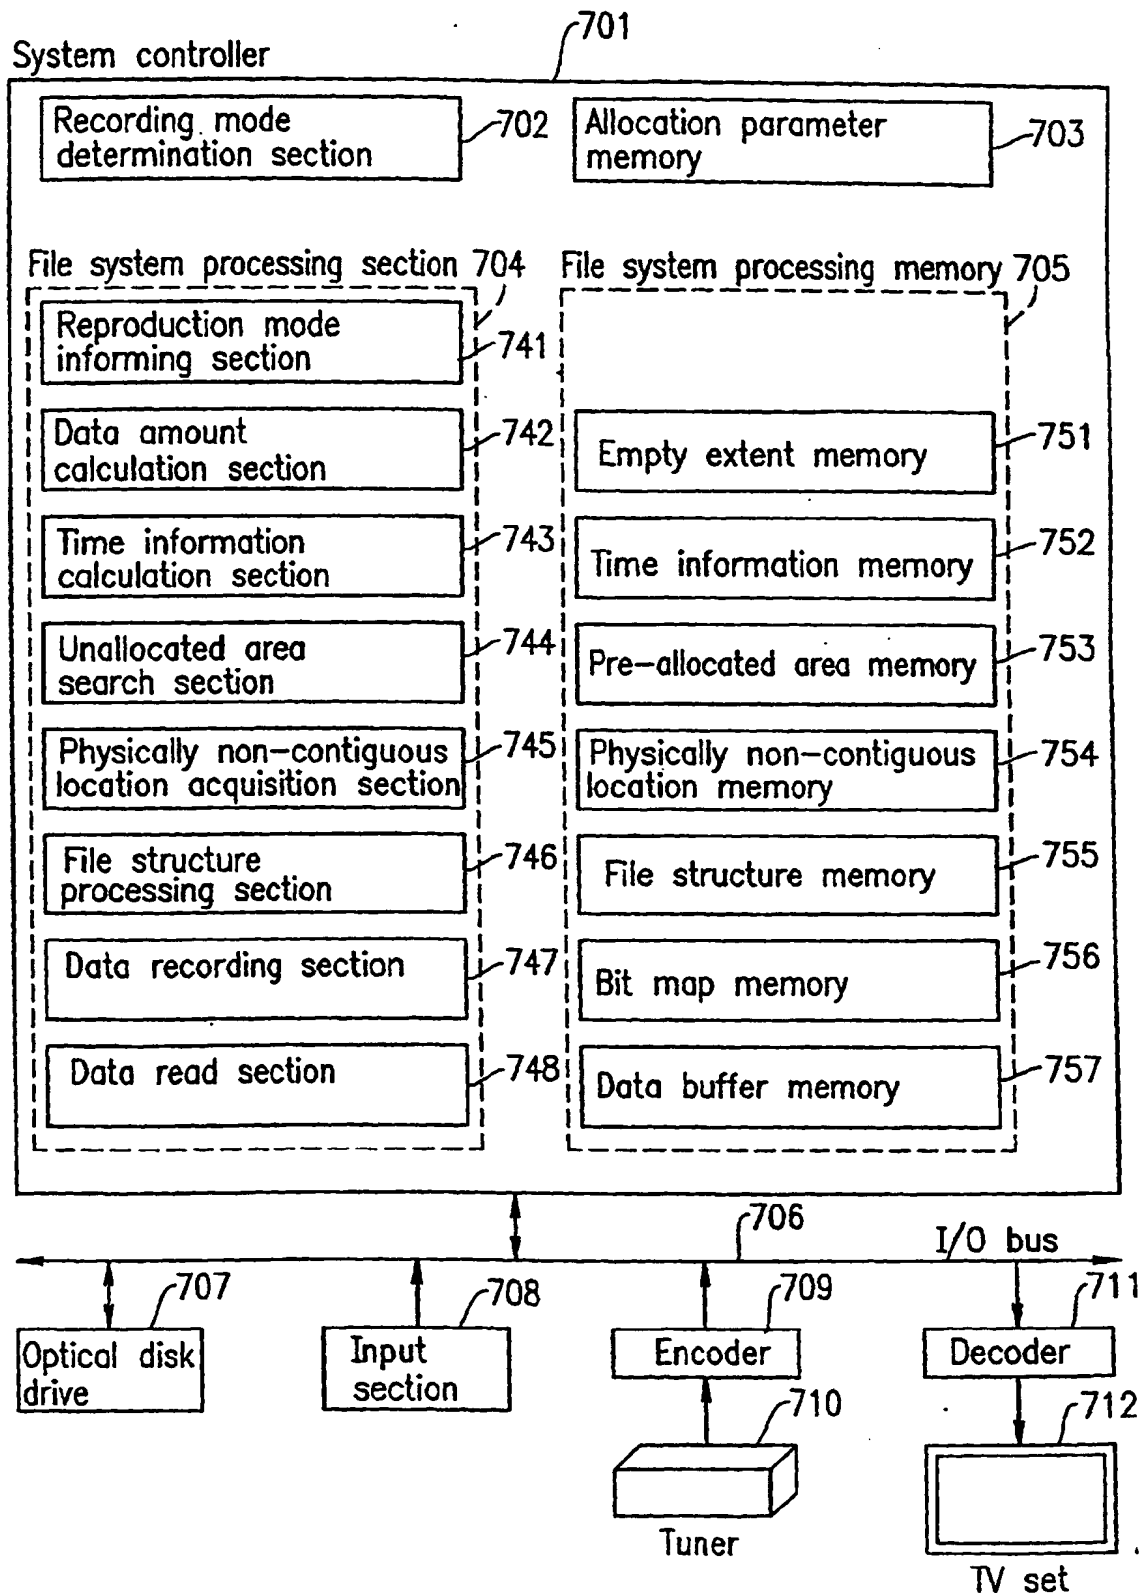 701
System controller
Recording mode
determination section
702
Allocation parameter
memory
703
File system processing section 704
File system processing memory 705
Reproduction mode
informing section
741
Data amount
calculation section
742
Empty extent memory
751
Time information
calculation section
743
Time information memory
752
Unallocated area
search section
744
Pre-allocated area memory
753
Physically non-contiguous
location acquisition section
745
Physically non-contiguous
location memory
754
File structure
processing section
746
File structure memory
755
Data recording section
747
Bit map memory
756
Data read section
748
Data buffer memory
757
706
I/O bus
707
Optical disk
drive
708
Input
section
709
Encoder
711
Decoder
710
Tuner
712
TV set